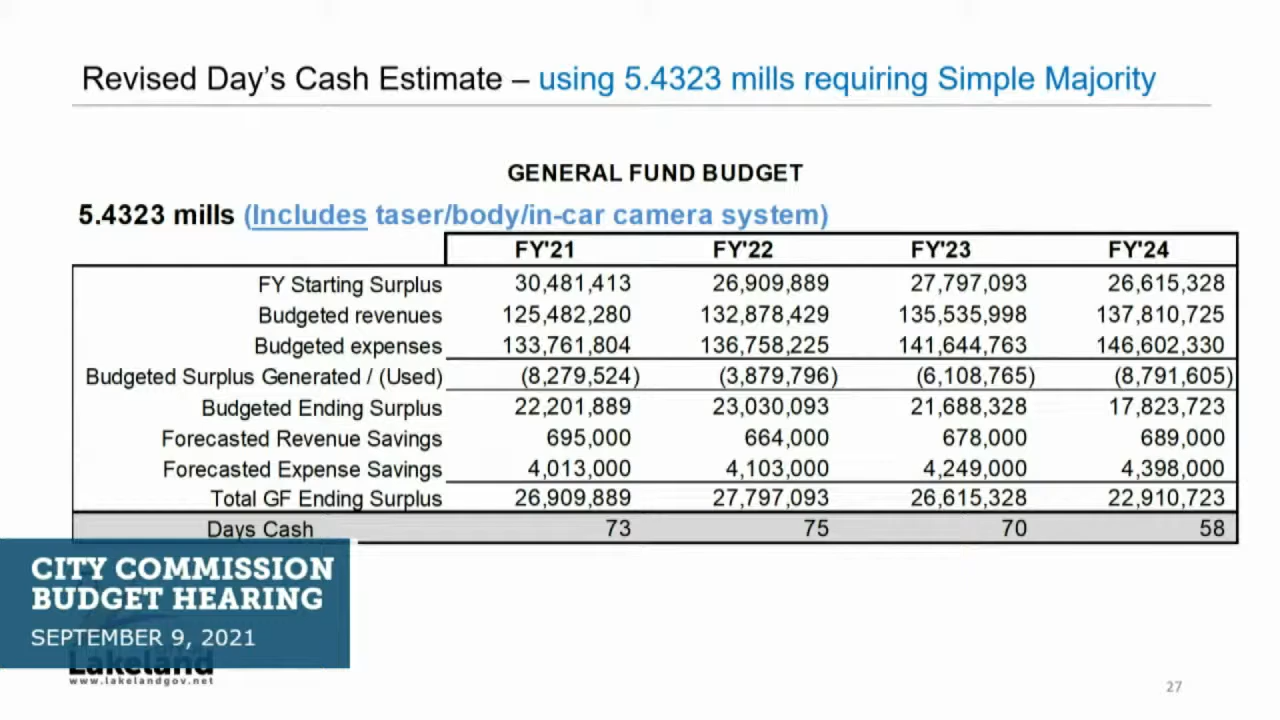 Revised Day's Cash Estimate – using 5.4323 mills requiring Simple Majority
GENERAL FUND BUDGET
5.4323 mills (Includes taser/body/in-car camera system)
FY'21 FY'22 FY'23 FY'24
FY Starting Surplus 30,481,413 26,909,889 27,797,093 26,615,328
Budgeted revenues 125,482,280 132,878,429 135,535,998 137,810,725
Budgeted expenses 133,761,804 136,758,225 141,644,763 146,602,330
Budgeted Surplus Generated / (Used) (8,279,524) (3,879,796) (6,108,765) (8,791,605)
Budgeted Ending Surplus 22,201,889 23,030,093 21,688,328 17,823,723
Forecasted Revenue Savings 695,000 664,000 678,000 689,000
Forecasted Expense Savings 4,013,000 4,103,000 4,249,000 4,398,000
Total GF Ending Surplus 26,909,889 27,797,093 26,615,328 22,910,723
Days Cash 73 75 70 58
CITY COMMISSION
BUDGET HEARING
SEPTEMBER 9, 2021
Lakeland
www.lakelandgov.net
27